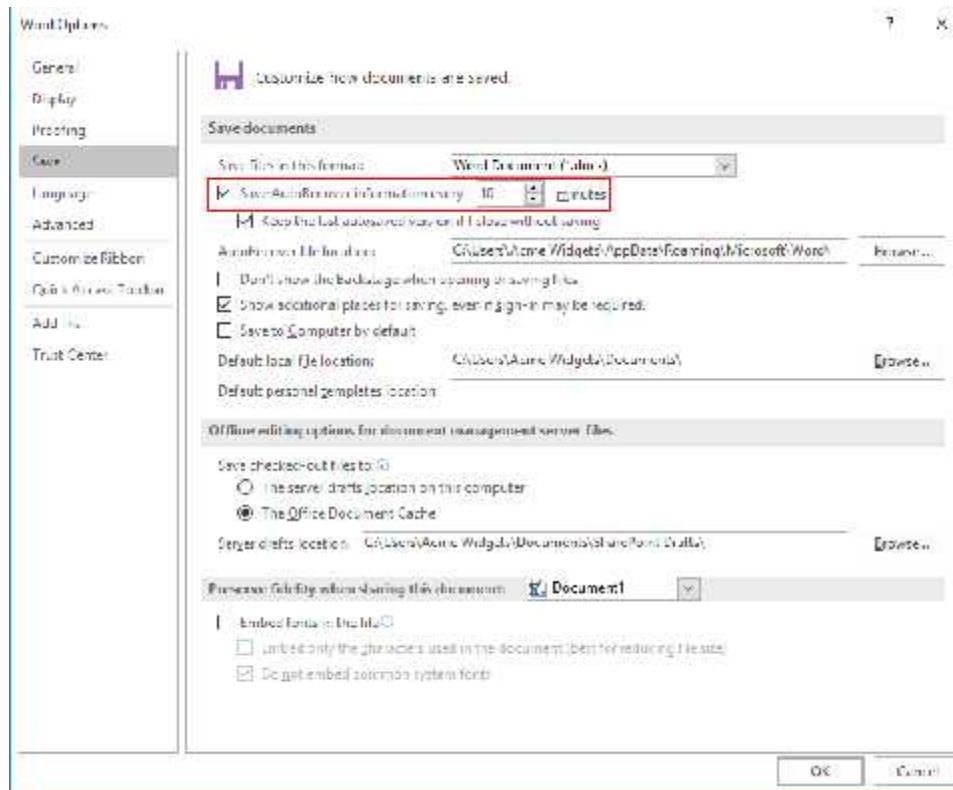 Word Options
?
X
General
Display
Proofing
Save
Language
Advanced
Customize Ribbon
Quick Access Toolbar
Add-ins
Trust Center
Customize how documents are saved.
Save documents
Save files in this format: Word Document (*.docx)
Save AutoRecover information every 10 minutes
Keep the last autosaved version if I close without saving
AutoRecover file location: C:\Users\Acme Widgets\AppData\Roaming\Microsoft\Word\ Browse...
Don't show the Backstage when opening or saving files
Show additional places for saving, even if sign-in may be required.
Save to Computer by default
Default local file location: C:\Users\Acme Widgets\Documents\ Browse...
Default personal templates location:
Offline editing options for document management server files
Save checked-out files to:
The server drafts location on this computer
The Office Document Cache
Server drafts location: C:\Users\Acme Widgets\Documents\SharePoint Drafts\ Browse...
Preserve fidelity when sharing this document: Document1
Embed fonts in the file
Embed only the characters used in the document (best for reducing file size)
Do not embed common system fonts
OK
Cancel